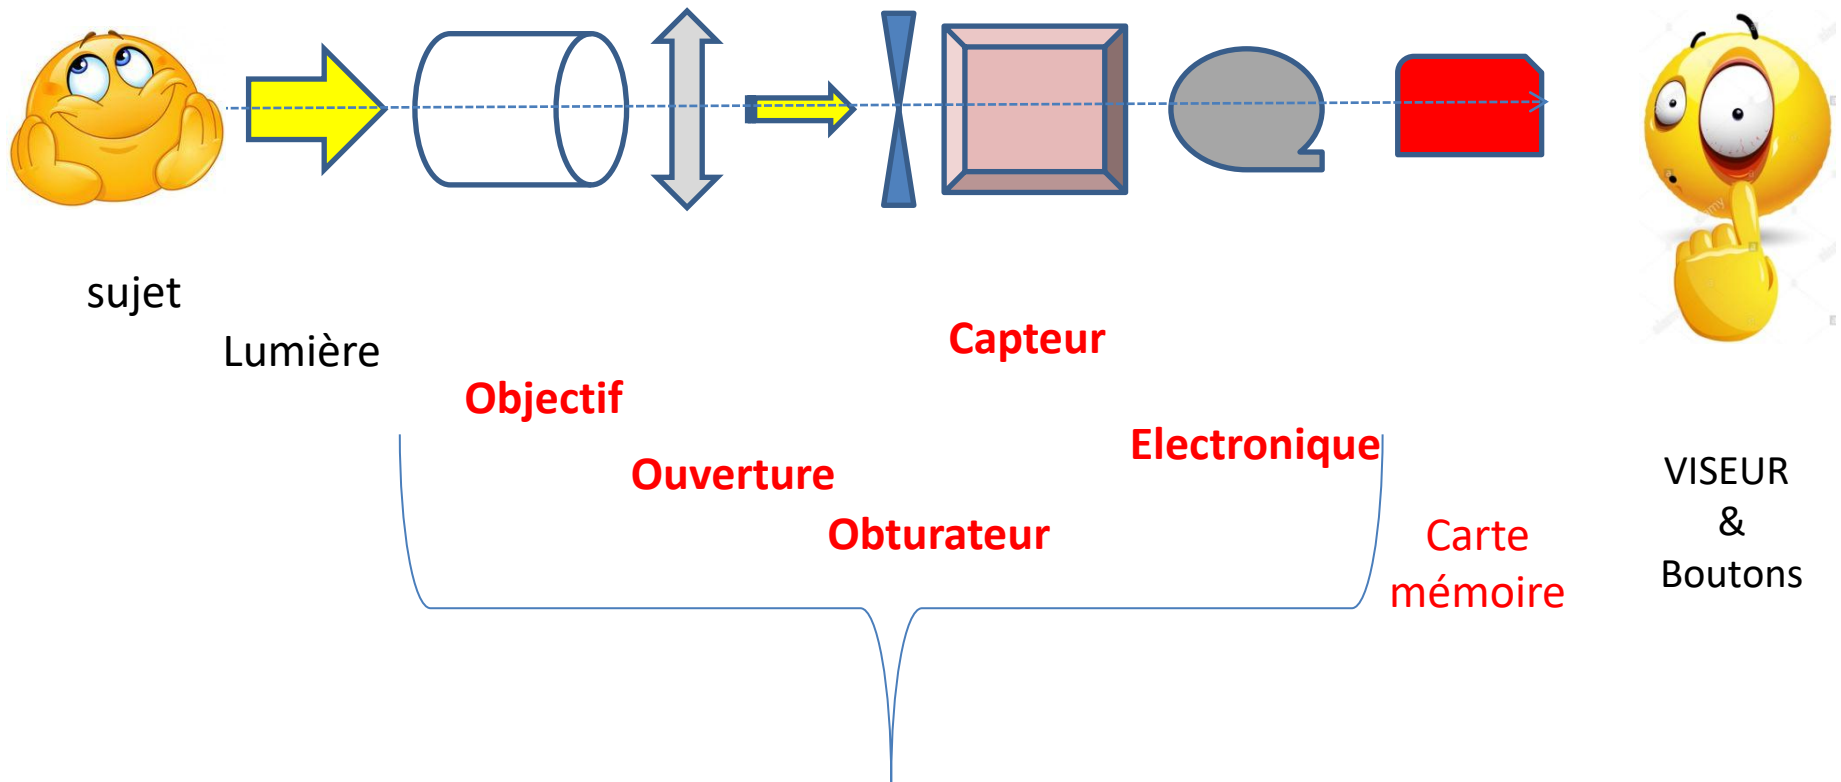 sujet
Lumière
Capteur
Objectif
Electronique
Ouverture
VISEUR
&
Obturateur
Boutons
Carte
mémoire